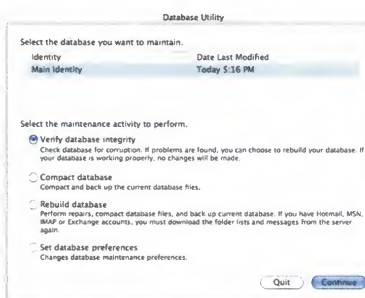 Database Utility
Select the database you want to maintain.
Identity Date Last Modified
Main Identity Today 5:16 PM
Select the maintenance activity to perform.
Verify database integrity
Check database for corruption. If problems are found, you can choose to rebuild your database. If
your database is working properly, no changes will be made.
Compact database
Compact and back up the current database files.
Rebuild database
Perform repairs, compact database files, and back up current database. If you have Hotmail, MSN,
IMAP or Exchange accounts, you must download the folder lists and messages from the server
again.
Set database preferences
Changes database maintenance preferences.
Quit Continue